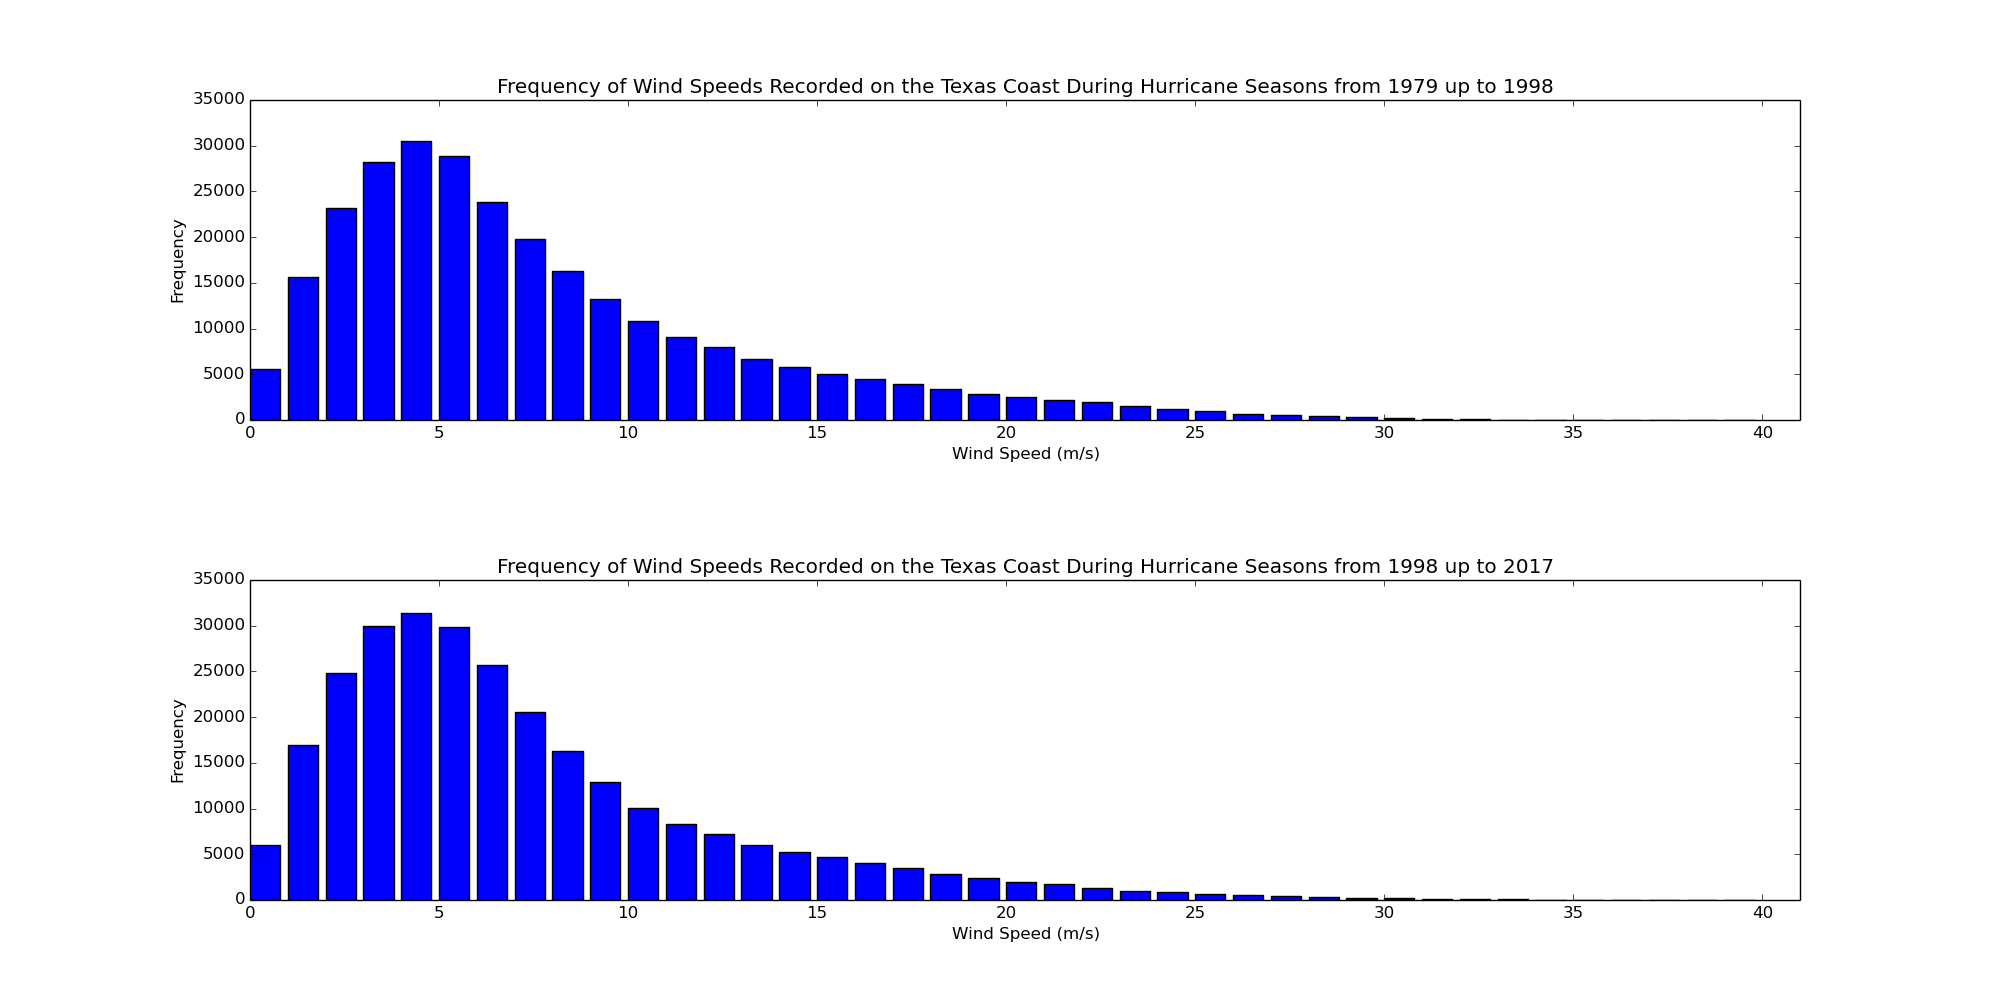 Frequency of Wind Speeds Recorded on the Texas Coast During Hurricane Seasons from 1979 up to 1998
35000
30000
25000
20000
15000
10000
5000
0
Frequency
0 5 10 15 20 25 30 35 40
Wind Speed (m/s)
Frequency of Wind Speeds Recorded on the Texas Coast During Hurricane Seasons from 1998 up to 2017
35000
30000
25000
20000
15000
10000
5000
0
Frequency
0 5 10 15 20 25 30 35 40
Wind Speed (m/s)